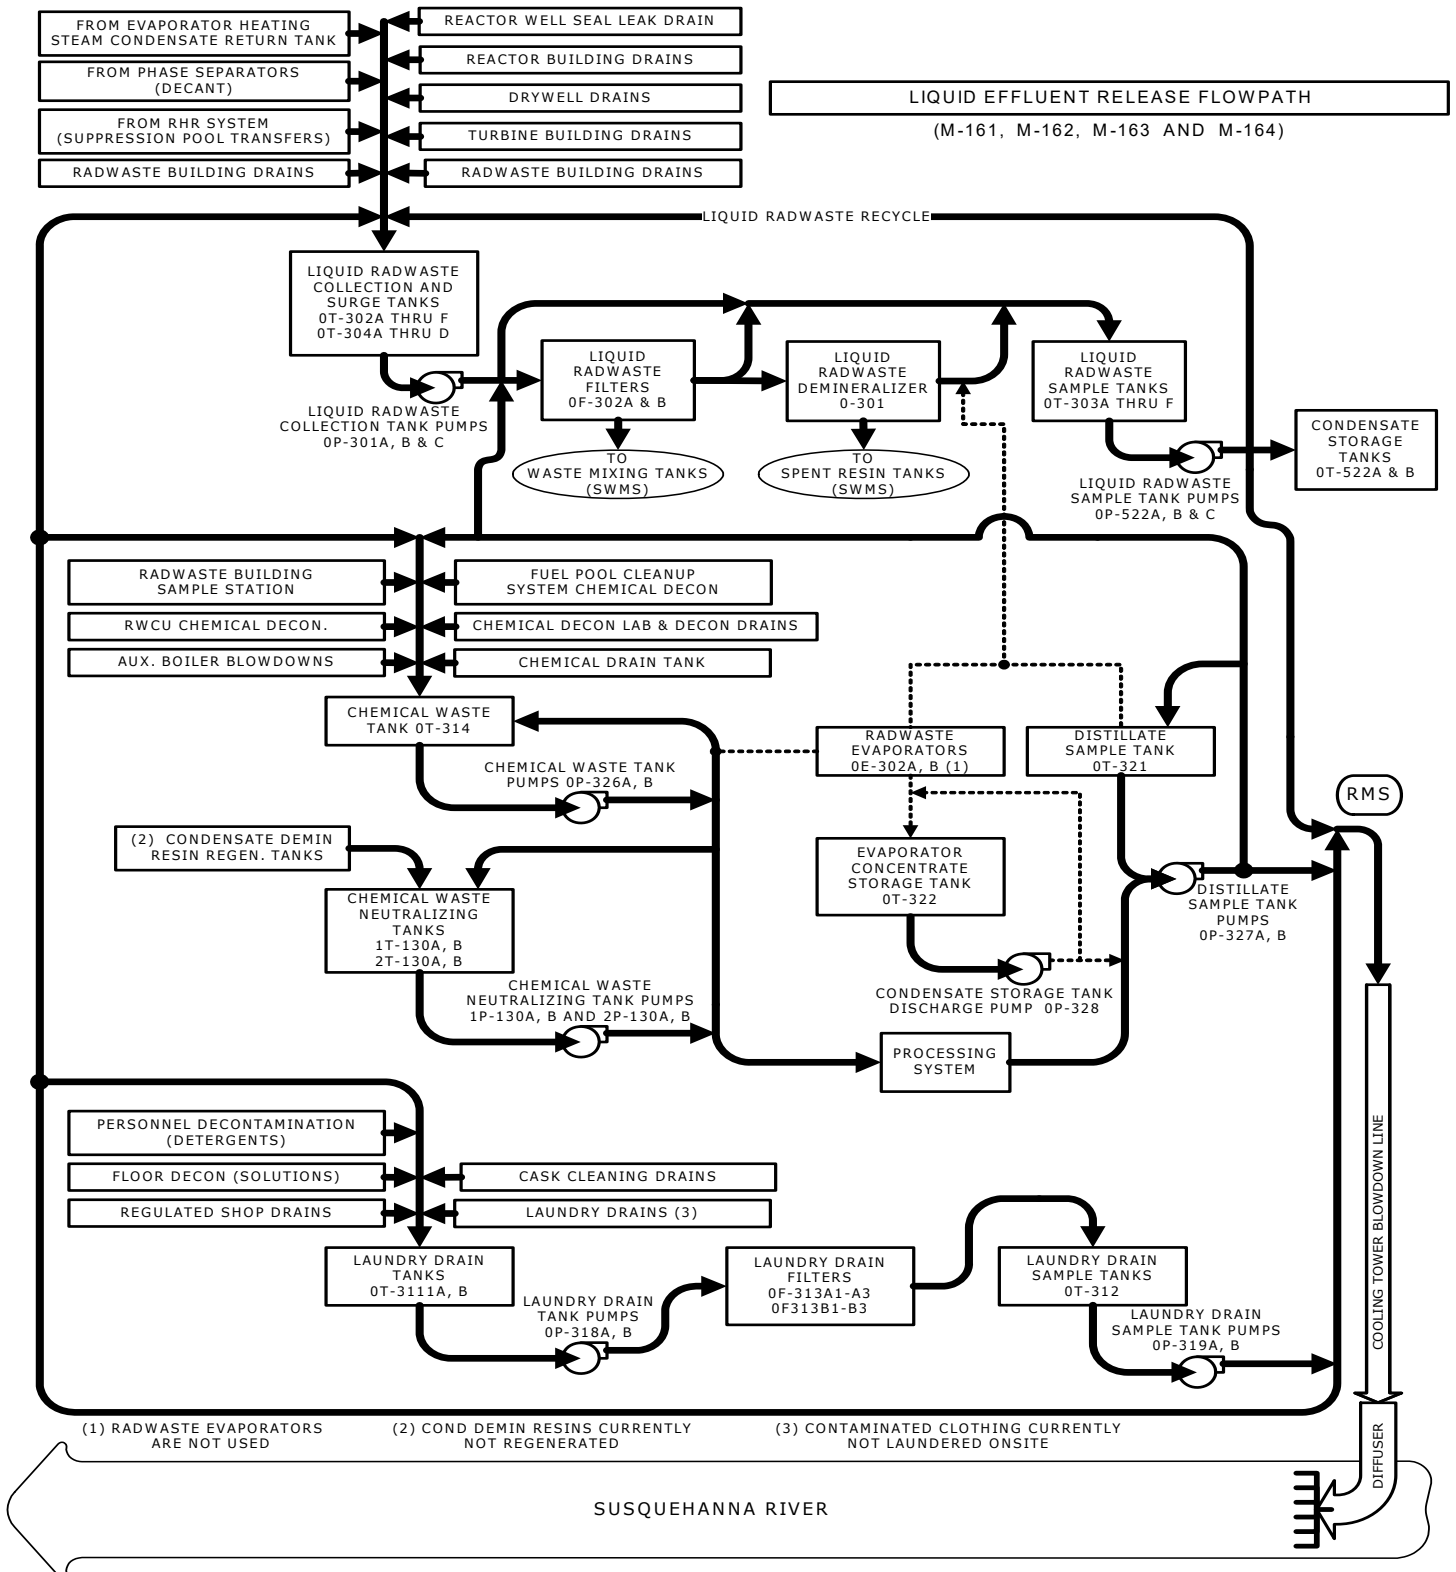 FROM EVAPORATOR HEATING
STEAM CONDENSATE RETURN TANK
REACTOR WELL SEAL LEAK DRAIN
REACTOR BUILDING DRAINS
FROM PHASE SEPARATORS
(DECANT)
DRYWELL DRAINS
LIQUID EFFLUENT RELEASE FLOWPATH
(M-161, M-162, M-163 AND M-164)
FROM RHR SYSTEM
(SUPPRESSION POOL TRANSFERS)
TURBINE BUILDING DRAINS
RADWASTE BUILDING DRAINS
RADWASTE BUILDING DRAINS
LIQUID RADWASTE RECYCLE
LIQUID RADWASTE
COLLECTION AND
SURGE TANKS
0T-302A THRU F
0T-304A THRU D
LIQUID RADWASTE
COLLECTION TANK PUMPS
0P-301A, B & C
LIQUID
RADWASTE
FILTERS
0F-302A & B
TO
WASTE MIXING TANKS
(SWMS)
LIQUID
RADWASTE
DEMINERALIZER
0-301
TO
SPENT RESIN TANKS
(SWMS)
LIQUID
RADWASTE
SAMPLE TANKS
0T-303A THRU F
LIQUID RADWASTE
SAMPLE TANK PUMPS
0P-522A, B & C
CONDENSATE
STORAGE
TANKS
0T-522A & B
RADWASTE BUILDING
SAMPLE STATION
FUEL POOL CLEANUP
SYSTEM CHEMICAL DECON
RWCU CHEMICAL DECON.
CHEMICAL DECON LAB & DECON DRAINS
AUX. BOILER BLOWDOWNS
CHEMICAL DRAIN TANK
CHEMICAL WASTE
TANK 0T-314
CHEMICAL WASTE TANK
PUMPS 0P-326A, B
RADWASTE
EVAPORATORS
0E-302A, B (1)
DISTILLATE
SAMPLE TANK
0T-321
RMS
(2) CONDENSATE DEMIN
RESIN REGEN. TANKS
EVAPORATOR
CONCENTRATE
STORAGE TANK
0T-322
DISTILLATE
SAMPLE TANK
PUMPS
0P-327A, B
CHEMICAL WASTE
NEUTRALIZING
TANKS
1T-130A, B
2T-130A, B
CHEMICAL WASTE
NEUTRALIZING TANK PUMPS
1P-130A, B AND 2P-130A, B
CONDENSATE STORAGE TANK
DISCHARGE PUMP 0P-328
PROCESSING
SYSTEM
PERSONNEL DECONTAMINATION
(DETERGENTS)
FLOOR DECON (SOLUTIONS)
CASK CLEANING DRAINS
REGULATED SHOP DRAINS
LAUNDRY DRAINS (3)
COOLING TOWER BLOWDOWN LINE
LAUNDRY DRAIN
TANKS
0T-3111A, B
LAUNDRY DRAIN
TANK PUMPS
0P-318A, B
LAUNDRY DRAIN
FILTERS
0F-313A1-A3
0F313B1-B3
LAUNDRY DRAIN
SAMPLE TANKS
0T-312
LAUNDRY DRAIN
SAMPLE TANK PUMPS
0P-319A, B
(1) RADWASTE EVAPORATORS
ARE NOT USED
(2) COND DEMIN RESINS CURRENTLY
NOT REGENERATED
(3) CONTAMINATED CLOTHING CURRENTLY
NOT LAUNDERED ONSITE
DIFFUSER
SUSQUEHANNA RIVER